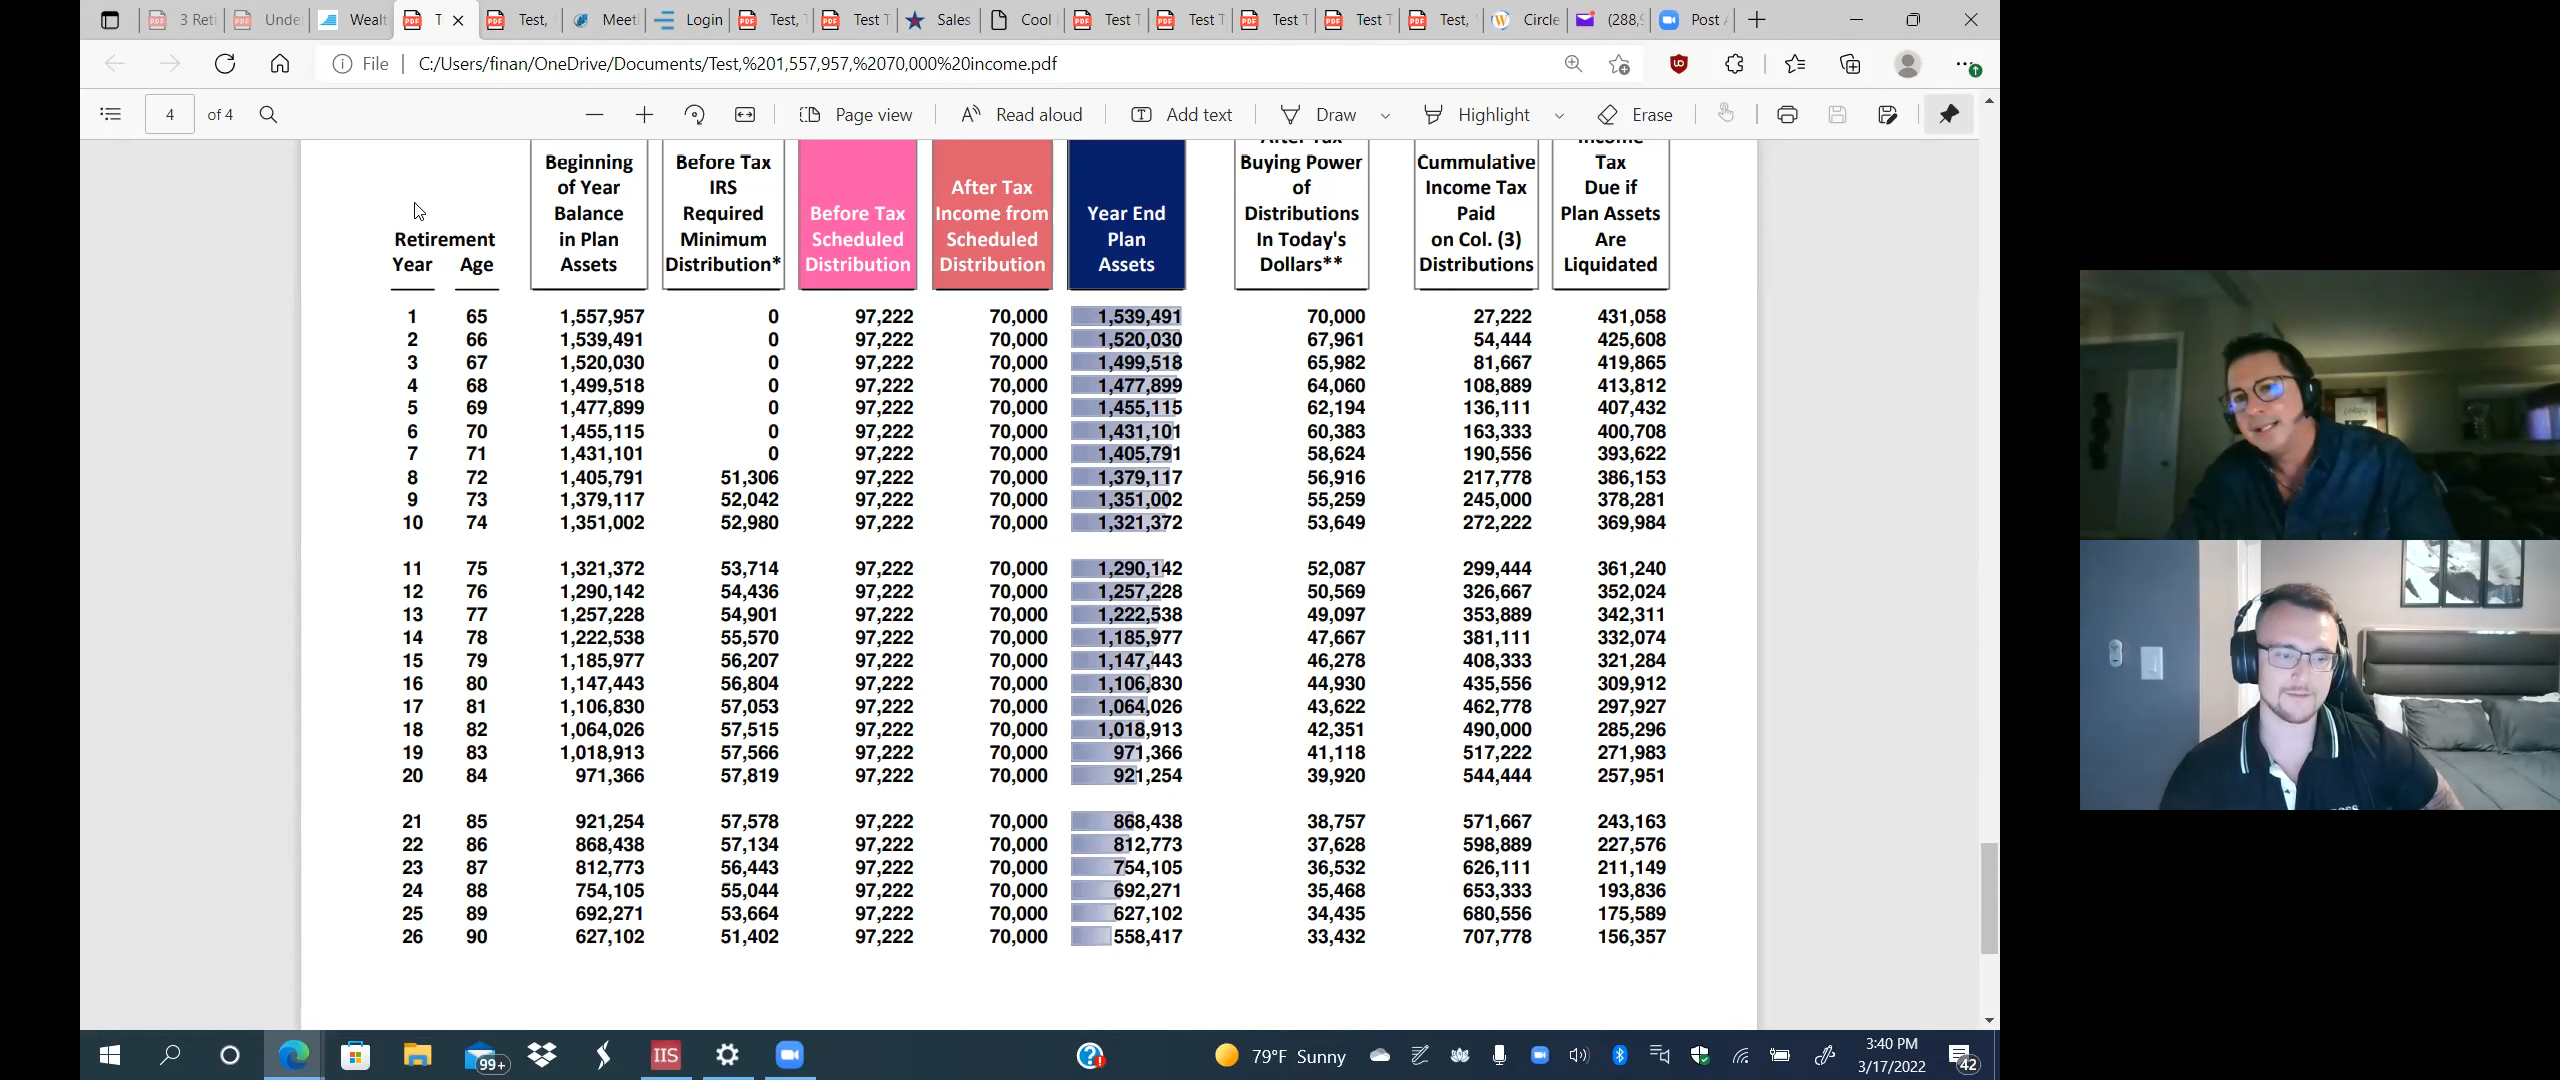 3 Reti
Unde
Wealt
T
Test,
Meeti
Login
Test,
Test T
Sales
Cool
Test T
Test T
Test T
Test T
Test,
Circle
(288,9
Post A
File | C:/Users/finan/OneDrive/Documents/Test,%201,557,957,%2070,000%20income.pdf
4 of 4 Page view Read aloud Add text Draw Highlight Erase
Retirement
Year Age
Beginning
of Year
Balance
in Plan
Assets
Before Tax
IRS
Required
Minimum
Distribution*
Before Tax
Scheduled
Distribution
After Tax
Income from
Scheduled
Distribution
Year End
Plan
Assets
After Tax
Buying Power
of
Distributions
In Today's
Dollars**
Cummulative
Income Tax
Paid
on Col. (3)
Distributions
Income
Tax
Due if
Plan Assets
Are
Liquidated
1 65 1,557,957 0 97,222 70,000 1,539,491 70,000 27,222 431,058
2 66 1,539,491 0 97,222 70,000 1,520,030 67,961 54,444 425,608
3 67 1,520,030 0 97,222 70,000 1,499,518 65,982 81,667 419,865
4 68 1,499,518 0 97,222 70,000 1,477,899 64,060 108,889 413,812
5 69 1,477,899 0 97,222 70,000 1,455,115 62,194 136,111 407,432
6 70 1,455,115 0 97,222 70,000 1,431,101 60,383 163,333 400,708
7 71 1,431,101 0 97,222 70,000 1,405,791 58,624 190,556 393,622
8 72 1,405,791 51,306 97,222 70,000 1,379,117 56,916 217,778 386,153
9 73 1,379,117 52,042 97,222 70,000 1,351,002 55,259 245,000 378,281
10 74 1,351,002 52,980 97,222 70,000 1,321,372 53,649 272,222 369,984
11 75 1,321,372 53,714 97,222 70,000 1,290,142 52,087 299,444 361,240
12 76 1,290,142 54,436 97,222 70,000 1,257,228 50,569 326,667 352,024
13 77 1,257,228 54,901 97,222 70,000 1,222,538 49,097 353,889 342,311
14 78 1,222,538 55,570 97,222 70,000 1,185,977 47,667 381,111 332,074
15 79 1,185,977 56,207 97,222 70,000 1,147,443 46,278 408,333 321,284
16 80 1,147,443 56,804 97,222 70,000 1,106,830 44,930 435,556 309,912
17 81 1,106,830 57,053 97,222 70,000 1,064,026 43,622 462,778 297,927
18 82 1,064,026 57,515 97,222 70,000 1,018,913 42,351 490,000 285,296
19 83 1,018,913 57,566 97,222 70,000 971,366 41,118 517,222 271,983
20 84 971,366 57,819 97,222 70,000 921,254 39,920 544,444 257,951
21 85 921,254 57,578 97,222 70,000 868,438 38,757 571,667 243,163
22 86 868,438 57,134 97,222 70,000 812,773 37,628 598,889 227,576
23 87 812,773 56,443 97,222 70,000 754,105 36,532 626,111 211,149
24 88 754,105 55,044 97,222 70,000 692,271 35,468 653,333 193,836
25 89 692,271 53,664 97,222 70,000 627,102 34,435 680,556 175,589
26 90 627,102 51,402 97,222 70,000 558,417 33,432 707,778 156,357
99+
IIS
79°F Sunny
3:40 PM
3/17/2022
42